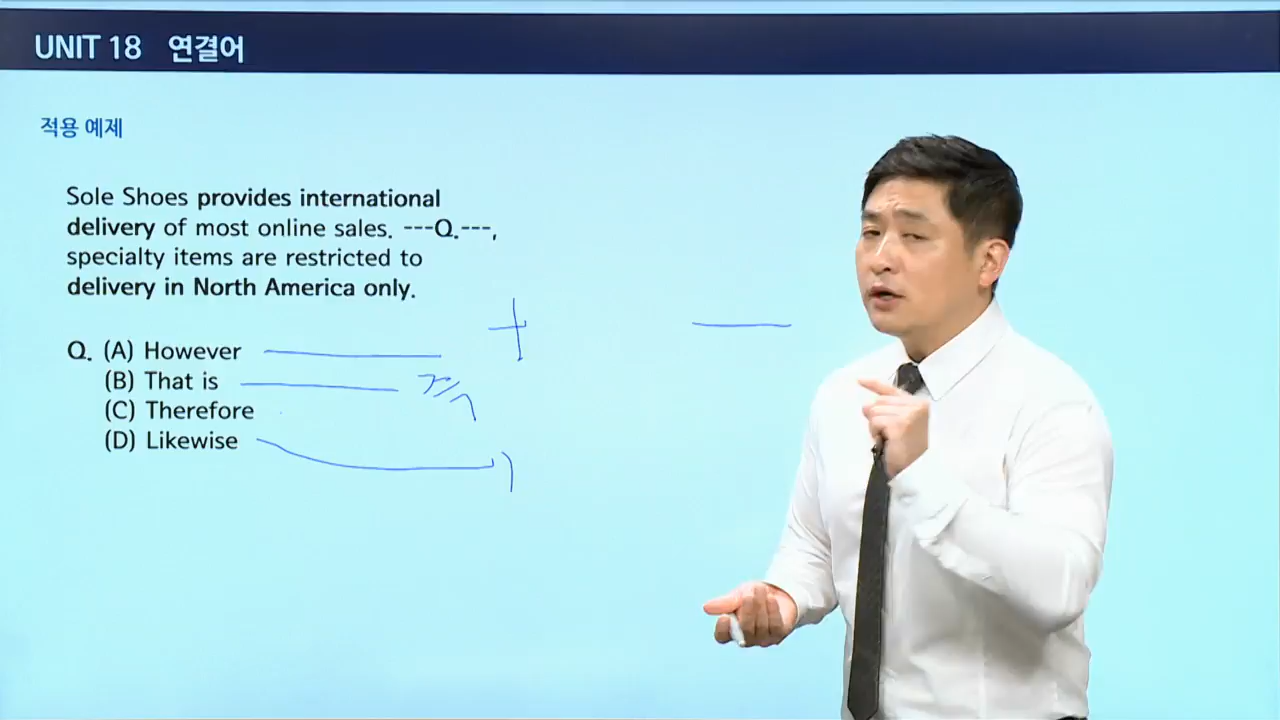 UNIT 18 연결어
적용 예제
Sole Shoes provides international
delivery of most online sales. ---Q.---,
specialty items are restricted to
delivery in North America only.
Q. (A) However
(B) That is
(C) Therefore
(D) Likewise